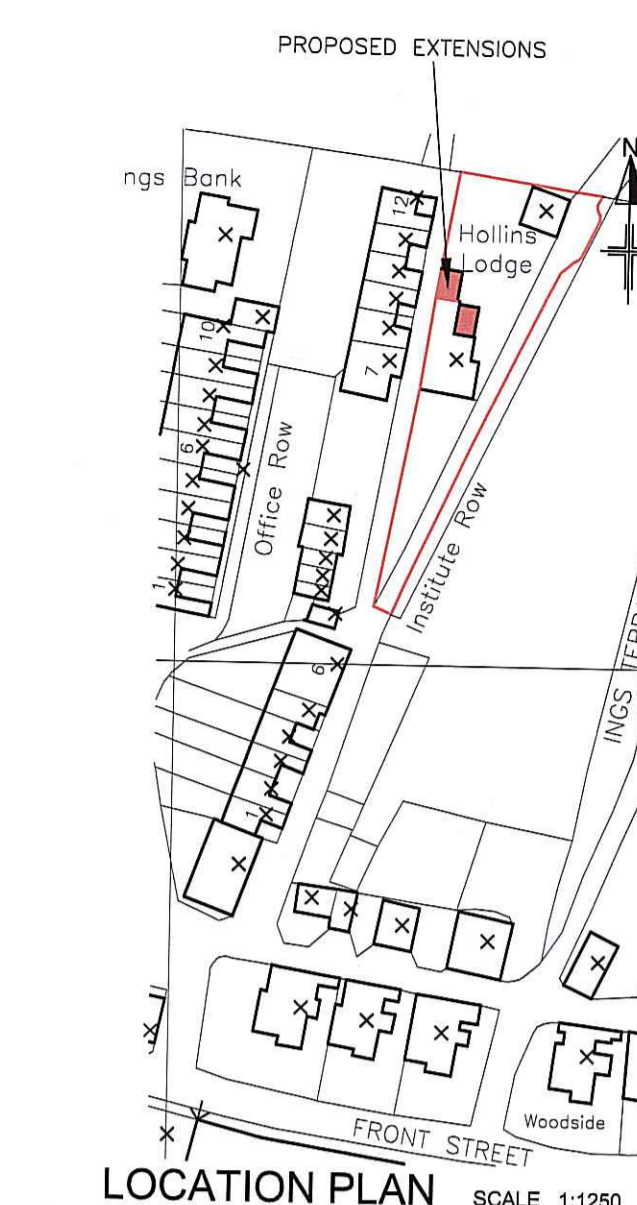 PROPOSED EXTENSIONS
N
ngs Bank
12
Hollins
Lodge
10
7
6
Office Row
Institute Row
1
6
INGS TERR
1
FRONT STREET
Woodside
LOCATION PLAN
SCALE 1:1250